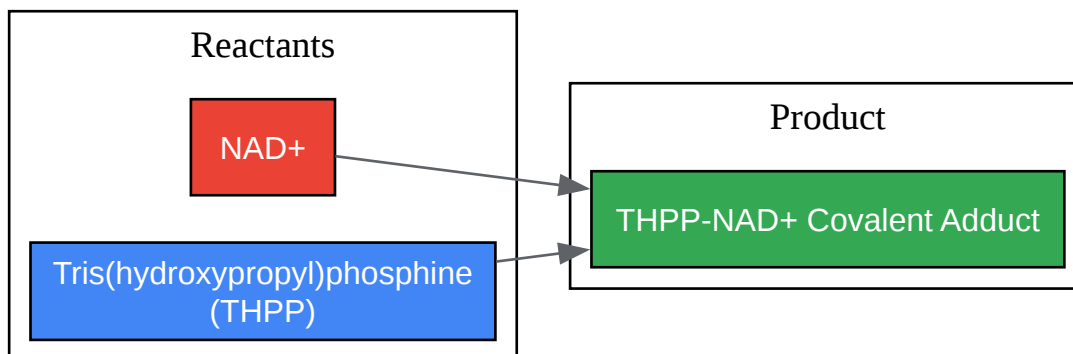 Reactants
NAD+
Tris(hydroxypropyl)phosphine
(THPP)
Product
THPP-NAD+ Covalent Adduct